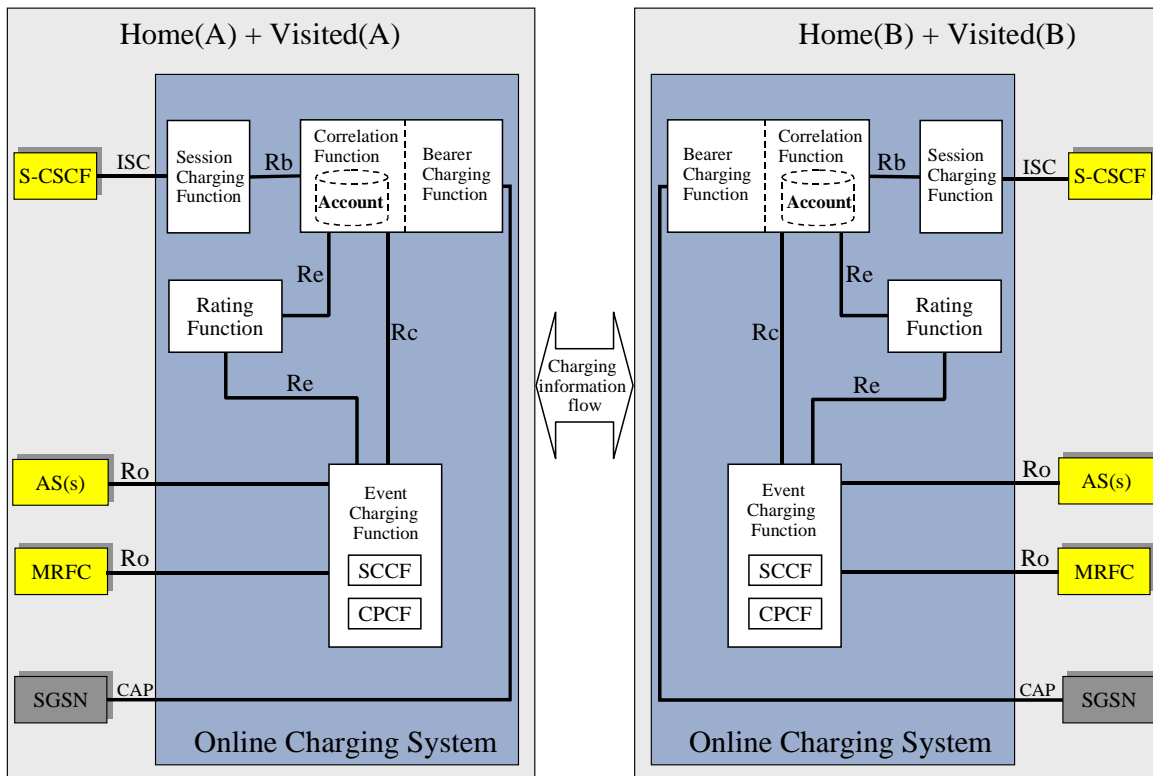 Home(A) + Visited(A)
S-CSCF
ISC
Session
Charging
Function
Rb
Correlation
Function
Account
Bearer
Charging
Function
Re
Rating
Function
Rc
Re
AS(s)
Ro
Event
Charging
Function
MRFC
Ro
SCCF
CPCF
SGSN
CAP
Online Charging System
Charging
information
flow
Home(B) + Visited(B)
Bearer
Charging
Function
Correlation
Function
Account
Rb
Session
Charging
Function
ISC
S-CSCF
Re
Rating
Function
Rc
Re
Event
Charging
Function
Ro
AS(s)
SCCF
CPCF
Ro
MRFC
CAP
SGSN
Online Charging System